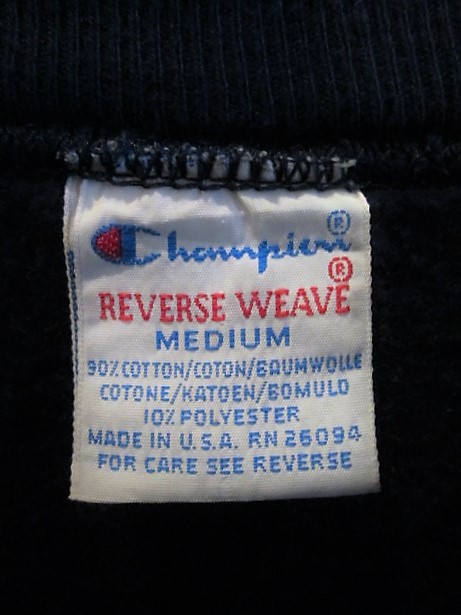 Champion®
REVERSE WEAVE®
MEDIUM
90% COTTON/COTON/BAUMWOLLE
COTONE/KATOEN/BOMULD
10% POLYESTER
MADE IN U.S.A. RN 26094
FOR CARE SEE REVERSE